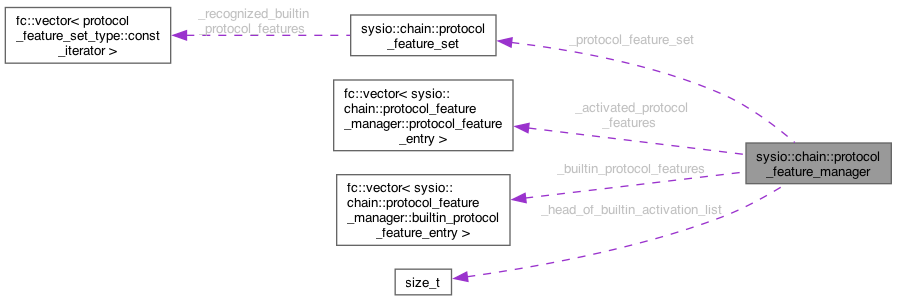 fc::vector< protocol
_feature_set_type::const
_iterator >
_recognized_builtin
_protocol_features
sysio::chain::protocol
_feature_set
_protocol_feature_set
fc::vector< sysio::
chain::protocol_feature
_manager::protocol_feature
_entry >
_activated_protocol
_features
sysio::chain::protocol
_feature_manager
_builtin_protocol_features
fc::vector< sysio::
chain::protocol_feature
_manager::builtin_protocol
_feature_entry >
_head_of_builtin_activation_list
size_t